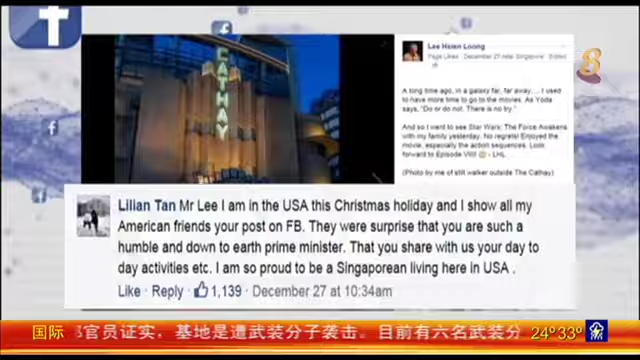 CATHAY
Lee Hsien Loong
A long time ago, in a galaxy far, far away.... I used
to have more time to go to the movies. As Yoda
says, "Do or do not. There is no try."
And so I went to see Star Wars: The Force Awakens
with my family yesterday. No regrets! Enjoyed the
movie, especially the action sequences. Look
forward to Episode VIII! - LHL
(Photo by me of stilt walker outside The Cathay)
8
Lilian Tan Mr Lee I am in the USA this Christmas holiday and I show all my
American friends your post on FB. They were surprise that you are such a
humble and down to earth prime minister. That you share with us your day to
day activities etc. I am so proud to be a Singaporean living here in USA .
Like · Reply · 1,139 · December 27 at 10:34am
国际 官员证实，基地是遭武装分子袭击。目前有六名武装分 24°33°